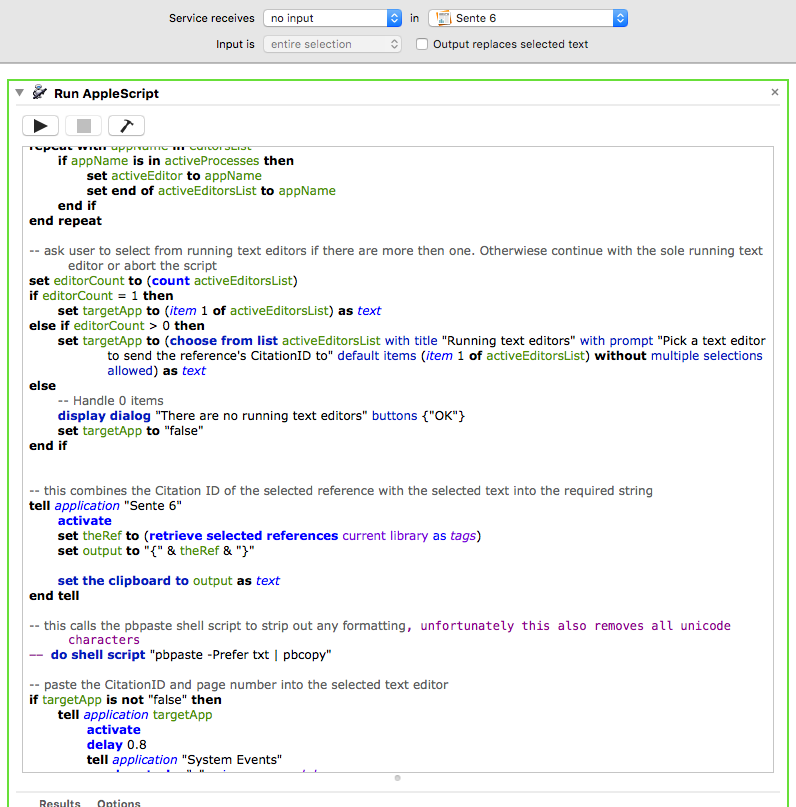 Service receives no input in Sente 6
Input is entire selection Output replaces selected text
Run AppleScript
repeat with appName in editorsList
if appName is in activeProcesses then
set activeEditor to appName
set end of activeEditorsList to appName
end if
end repeat
-- ask user to select from running text editors if there are more then one. Otherwiese continue with the sole running text
editor or abort the script
set editorCount to (count activeEditorsList)
if editorCount = 1 then
set targetApp to (item 1 of activeEditorsList) as text
else if editorCount > 0 then
set targetApp to (choose from list activeEditorsList with title "Running text editors" with prompt "Pick a text editor
to send the reference's CitationID to" default items (item 1 of activeEditorsList) without multiple selections
allowed) as text
else
-- Handle 0 items
display dialog "There are no running text editors" buttons {"OK"}
set targetApp to "false"
end if
-- this combines the Citation ID of the selected reference with the selected text into the required string
tell application "Sente 6"
activate
set theRef to (retrieve selected references current library as tags)
set output to "{" & theRef & "}"
set the clipboard to output as text
end tell
-- this calls the pbpaste shell script to strip out any formatting, unfortunately this also removes all unicode
characters
-- do shell script "pbpaste -Prefer txt | pbcopy"
-- paste the CitationID and page number into the selected text editor
if targetApp is not "false" then
tell application targetApp
activate
delay 0.8
tell application "System Events"
Results Options